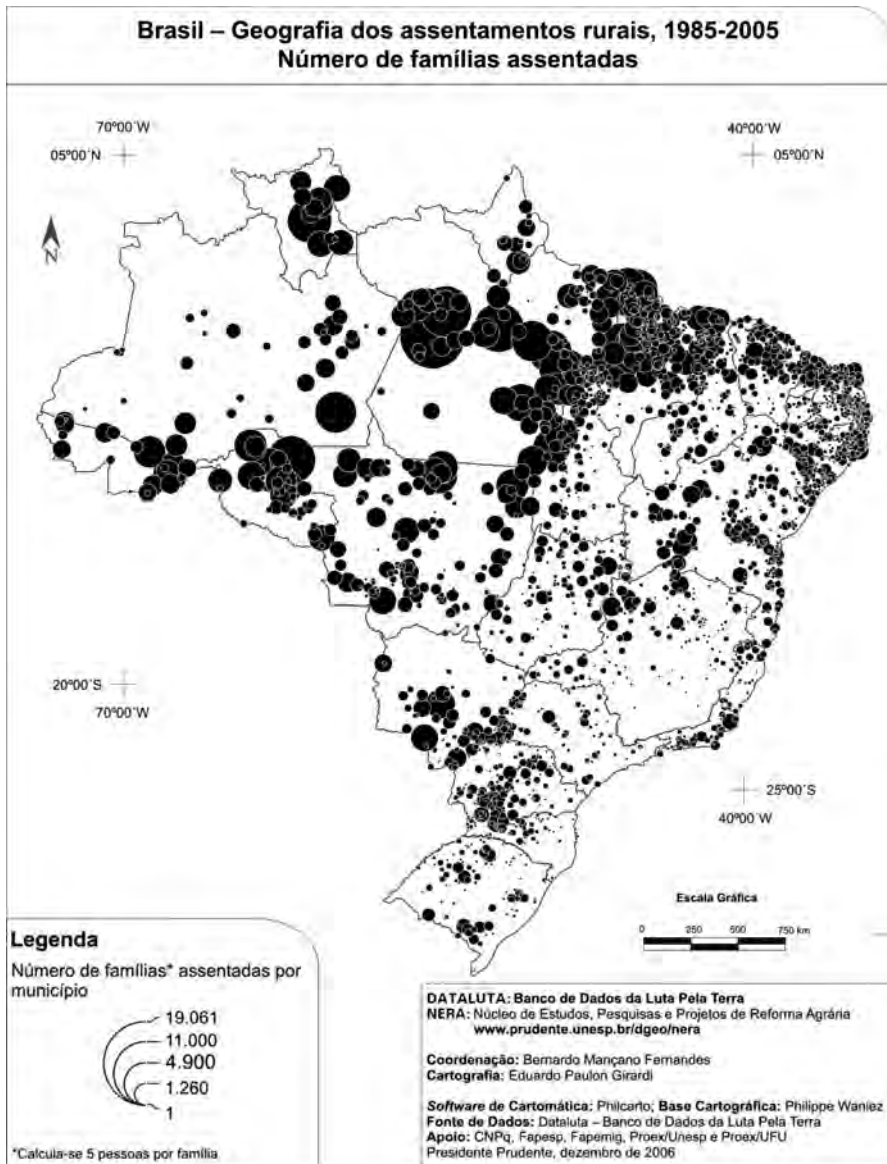 Brasil – Geografia dos assentamentos rurais, 1985-2005
Número de famílias assentadas
70º00´W
40º00´W
05º00´N
05º00´N
N
20º00´S
70º00´W
25º00´S
40º00´W
Escala Gráfica
0 250 500 750 km
Legenda
Número de famílias* assentadas por
município
19.061
11.000
4.900
1.260
1
*Calcula-se 5 pessoas por família
DATALUTA: Banco de Dados da Luta Pela Terra
NERA: Núcleo de Estudos, Pesquisas e Projetos de Reforma Agrária
www.prudente.unesp.br/dgeo/nera
Coordenação: Bernardo Mançano Fernandes
Cartografia: Eduardo Paulon Girardi
Software de Cartomática: Philcarto; Base Cartográfica: Philippe Waniez
Fonte de Dados: Dataluta – Banco de Dados da Luta Pela Terra
Apoio: CNPq, Fapesp, Fapemig, Proex/Unesp e Proex/UFU
Presidente Prudente, dezembro de 2006